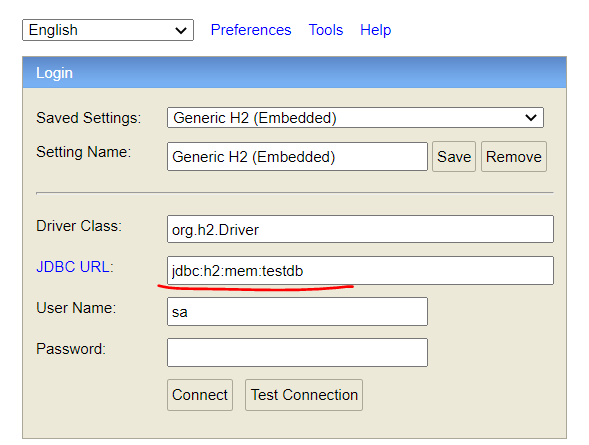 English Preferences Tools Help
Login
Saved Settings: Generic H2 (Embedded)
Setting Name: Generic H2 (Embedded) Save Remove
Driver Class: org.h2.Driver
JDBC URL: jdbc:h2:mem:testdb
User Name: sa
Password:
Connect Test Connection